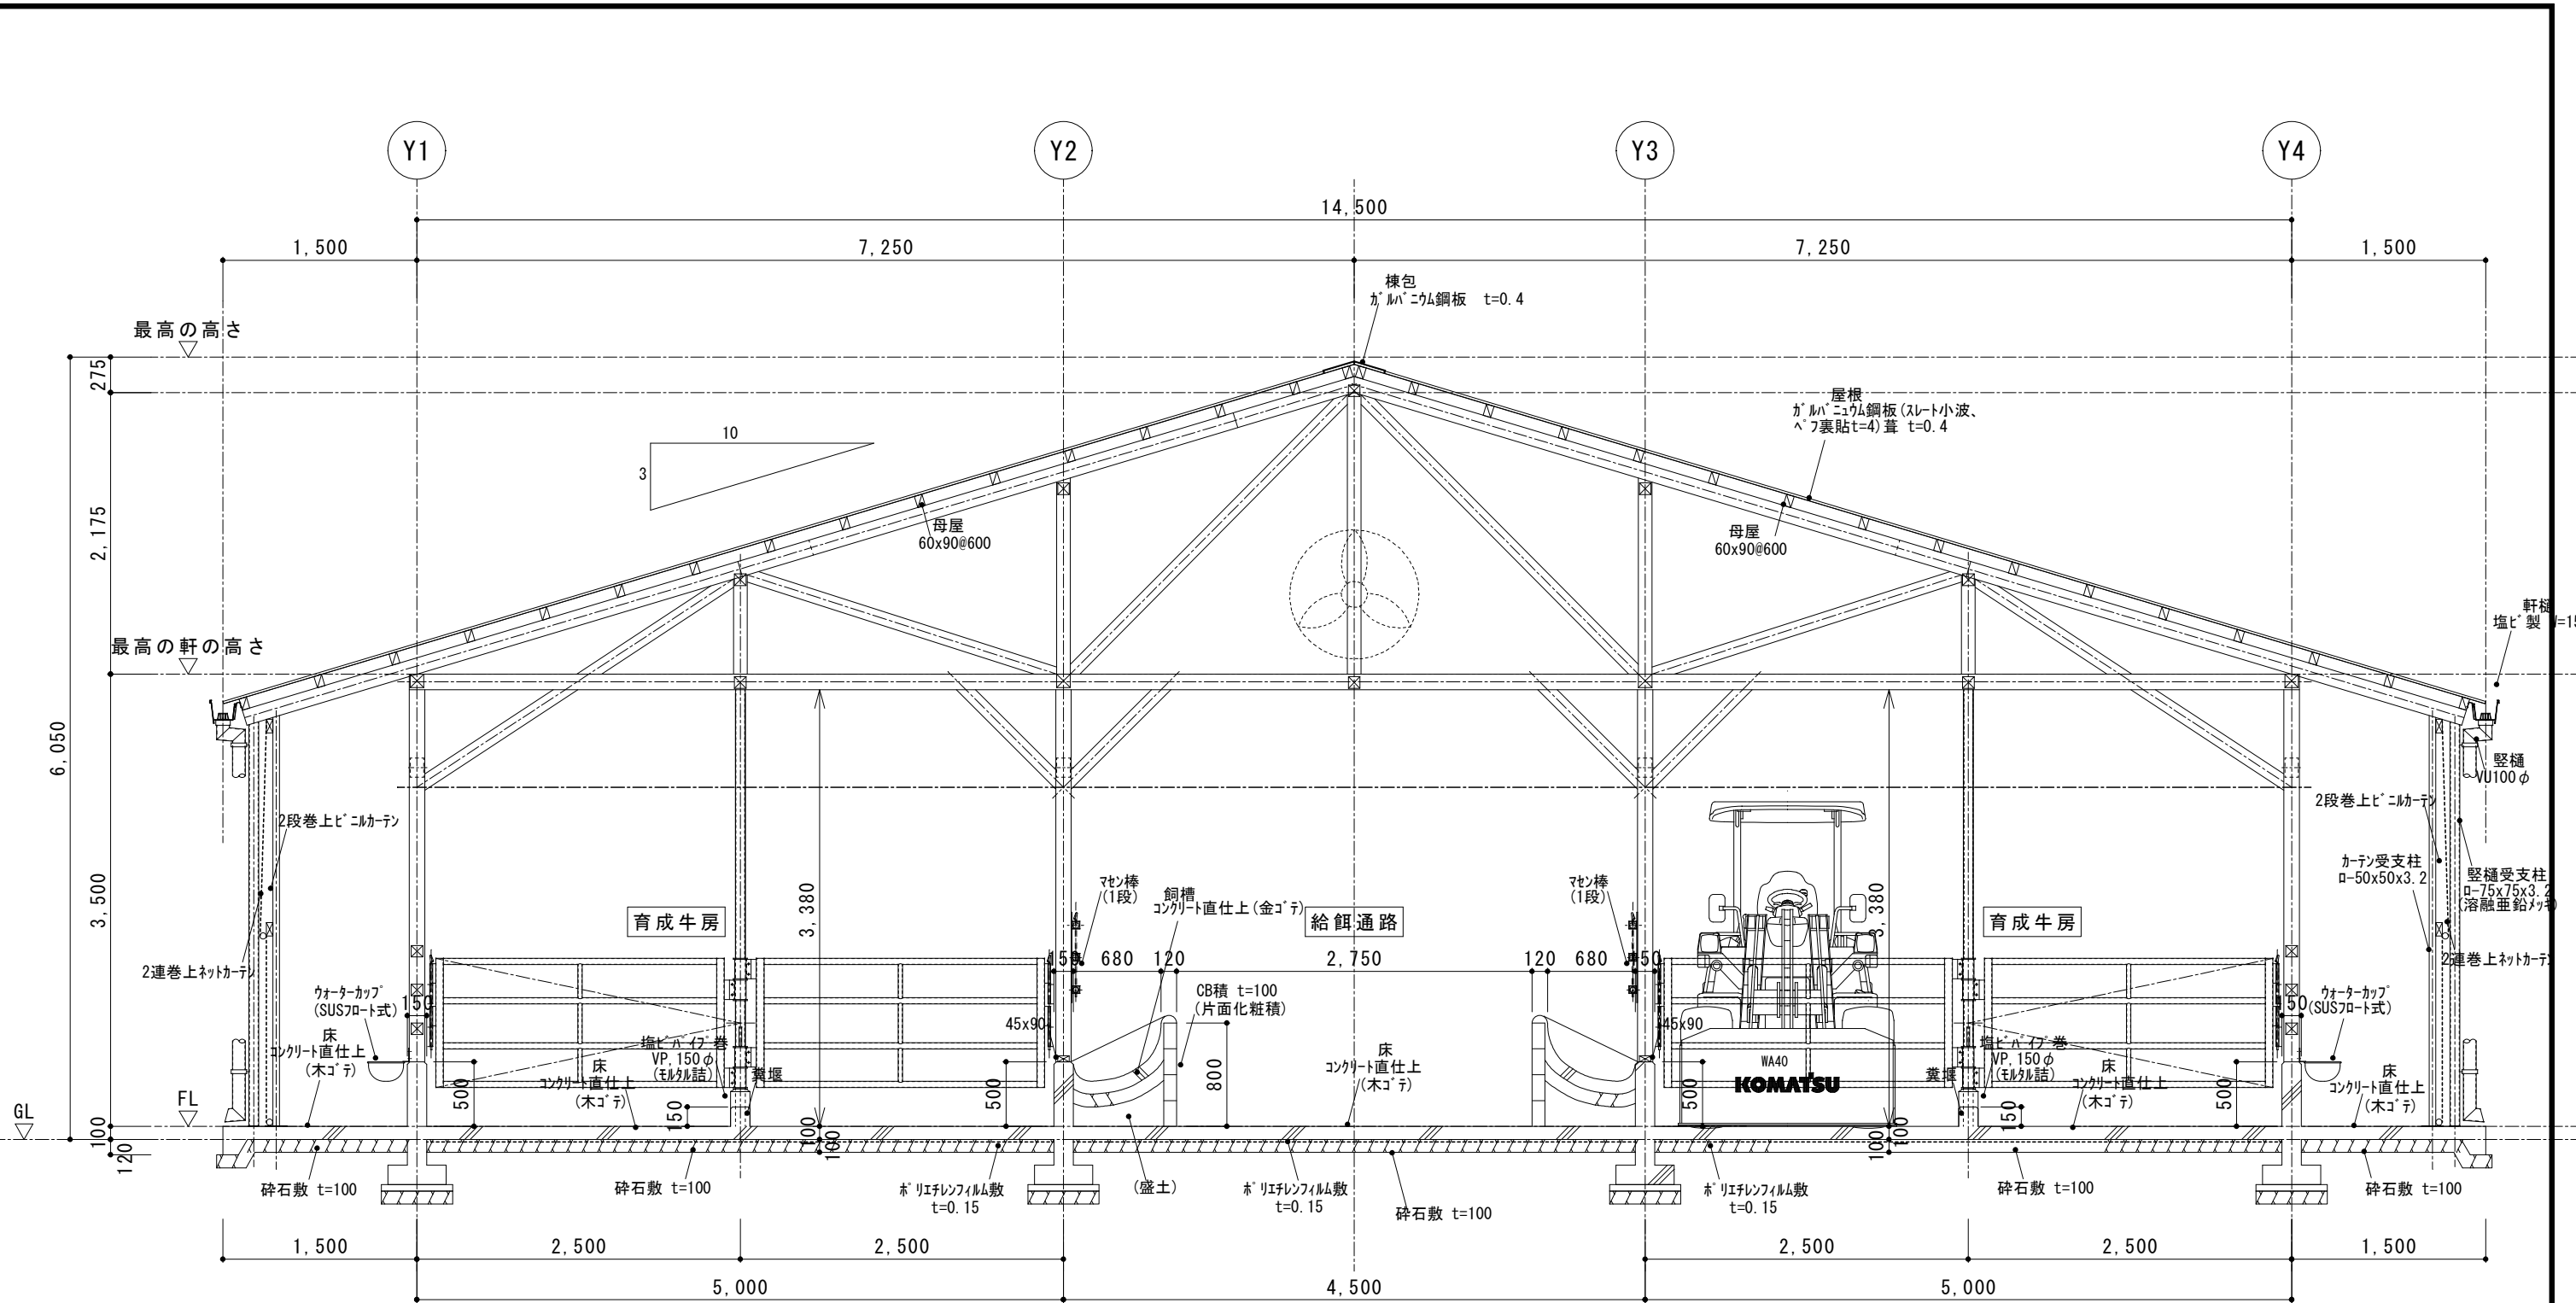 Y1
Y2
Y3
Y4
14,500
1,500
7,250
7,250
1,500
棟包
ガルバニウム鋼板 t=0.4
最高の高さ
275
屋根
ガルバニュウム鋼板(スレート小波、
ペフ裏貼t=4)葺 t=0.4
10
3
2,175
母屋
60x90@600
母屋
60x90@600
軒樋
塩ビ製
最高の軒の高さ
6,050
竪樋
VU100φ
2段巻上ビニルカーテン
2段巻上ビニルカーテン
カーテン受支柱
ロ-50x50x3.2
竪樋受支柱
ロ-75x75x3.2
(溶融亜鉛メッキ)
3,500
3,380
3,380
マセン棒
(1段)
飼槽
コンクリート直仕上(金ゴテ)
マセン棒
(1段)
育成牛房
給餌通路
育成牛房
150
680
120
2,750
120
680
150
2連巻上ネットカーテン
2連巻上ネットカーテン
ウォーターカップ
(SUSフロート式)
150
CB積 t=100
(片面化粧積)
50
ウォーターカップ
(SUSフロート式)
45x90
45x90
床
コンクリート直仕上
(木ゴテ)
塩ビパイプ巻
VP,150φ
(モルタル詰)
糞堰
床
コンクリート直仕上
(木ゴテ)
床
コンクリート直仕上
(木ゴテ)
WA40
KOMATSU
塩ビパイプ巻
VP,150φ
(モルタル詰)
糞堰
床
コンクリート直仕上
(木ゴテ)
床
コンクリート直仕上
(木ゴテ)
500
150
500
800
500
150
500
GL
FL
100
120
100
100
100
100
砕石敷 t=100
砕石敷 t=100
ポリエチレンフィルム敷
t=0.15
(盛土)
ポリエチレンフィルム敷
t=0.15
砕石敷 t=100
ポリエチレンフィルム敷
t=0.15
砕石敷 t=100
砕石敷 t=100
1,500
2,500
2,500
2,500
2,500
1,500
5,000
4,500
5,000